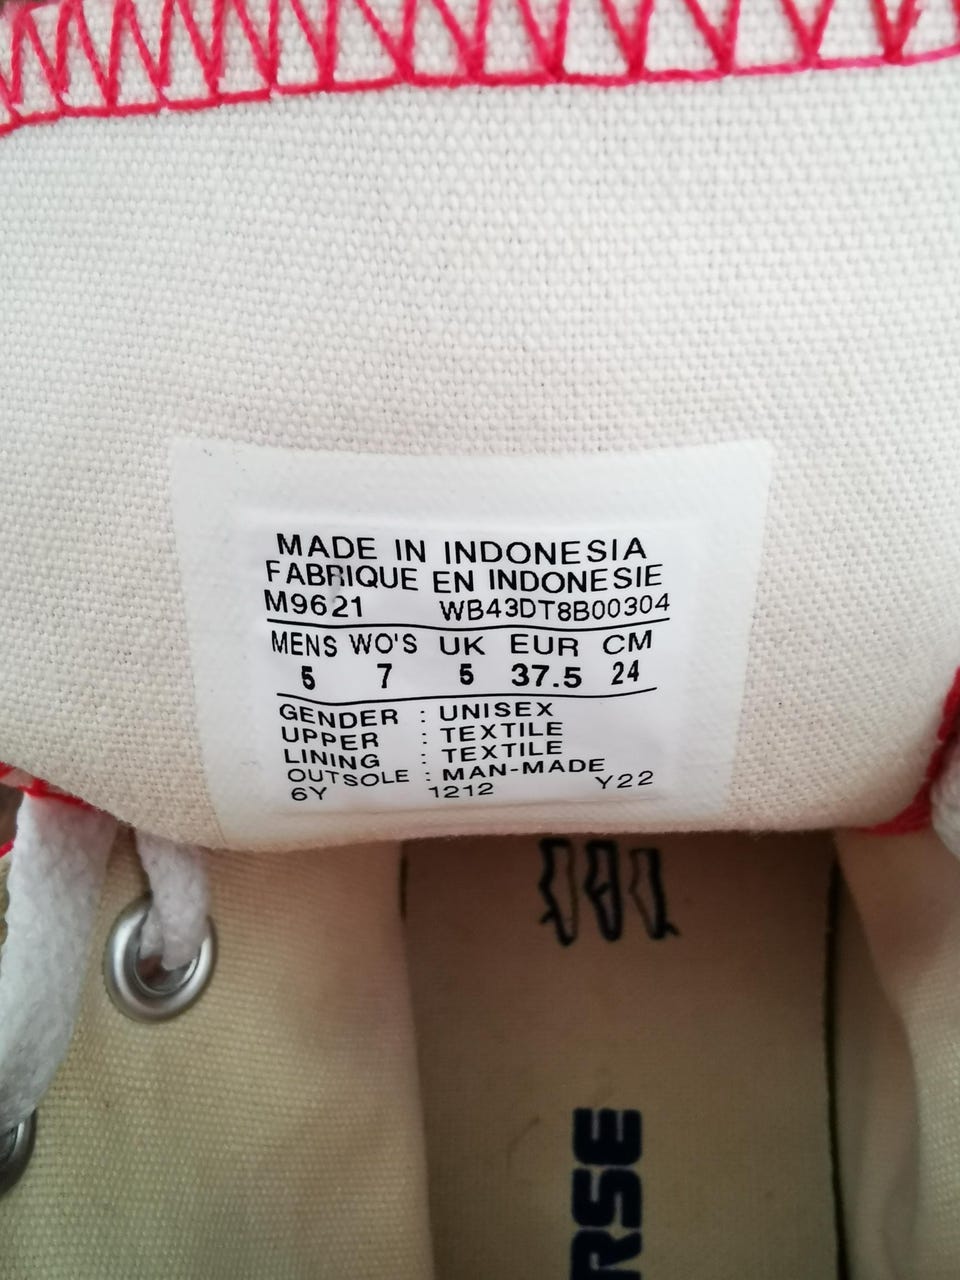 MADE IN INDONESIA
FABRIQUE EN INDONESIE
M9621 WB43DT8B00304
MENS WO'S UK EUR CM
5 7 5 37.5 24
GENDER : UNISEX
UPPER : TEXTILE
LINING : TEXTILE
OUTSOLE : MAN-MADE
6Y 1212 Y22
RSE